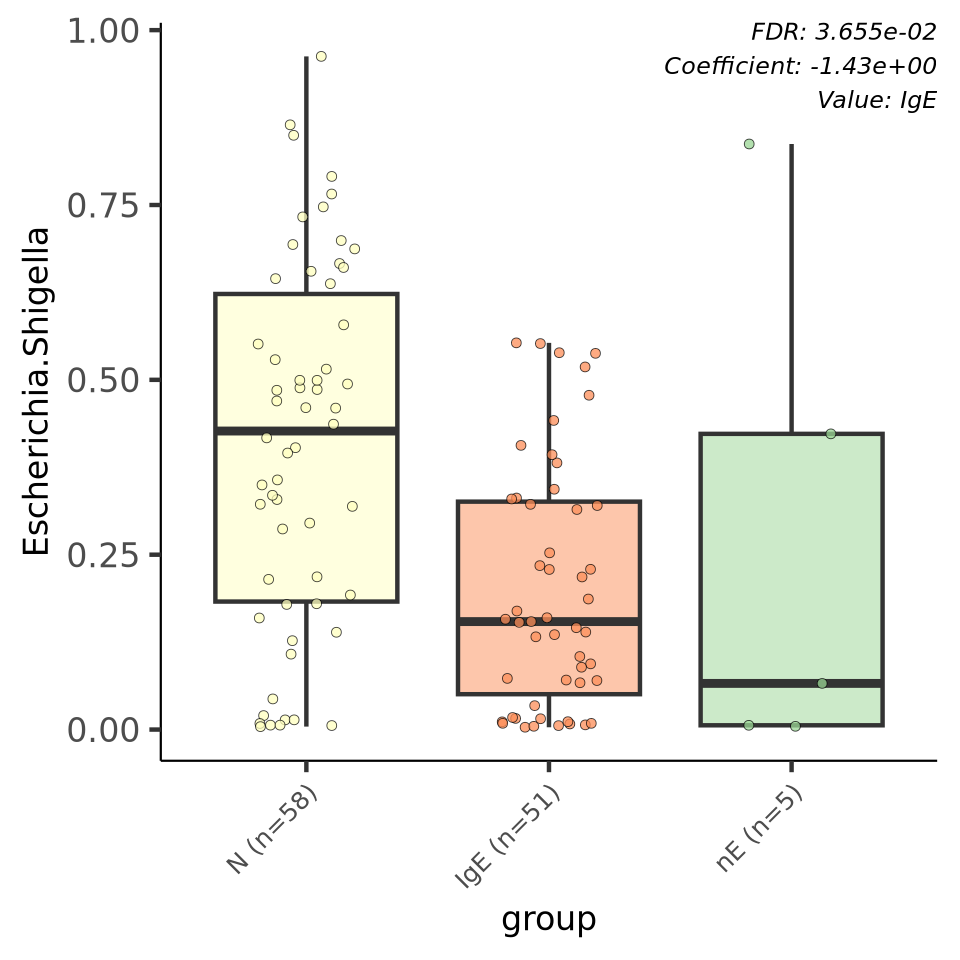 FDR: 3.655e-02
Coefficient: -1.43e+00
Value: IgE
Escherichia.Shigella
1.00
0.75
0.50
0.25
0.00
N (n=58)
IgE (n=51)
nE (n=5)
group